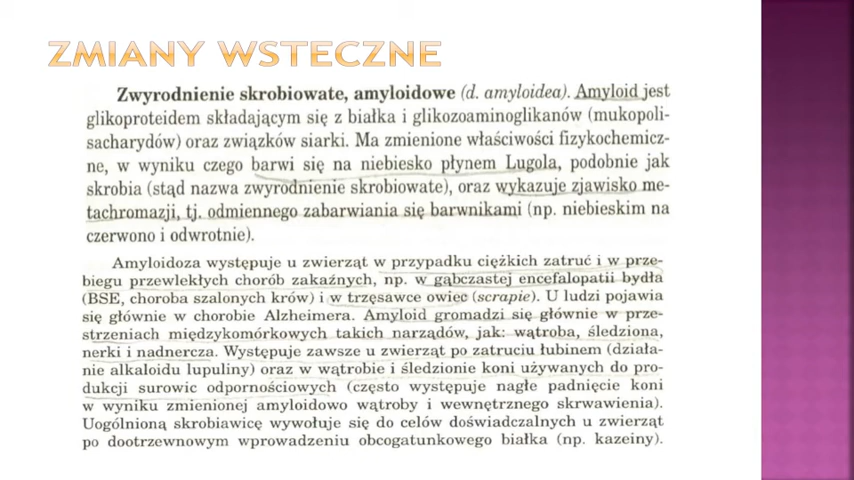 ZMIANY WSTECZNE
Zwyrodnienie skrobiowate, amyloidowe (d. amyloidea). Amyloid jest
glikoproteidem składającym się z białka i glikozoaminoglikanów (mukopoli-
sacharydów) oraz związków siarki. Ma zmienione właściwości fizykochemicz-
ne, w wyniku czego barwi się na niebiesko płynem Lugola, podobnie jak
skrobia (stąd nazwa zwyrodnienie skrobiowate), oraz wykazuje zjawisko me-
tachromazji, tj. odmiennego zabarwiania się barwnikami (np. niebieskim na
czerwono i odwrotnie).
Amyloidoza występuje u zwierząt w przypadku ciężkich zatruć i w prze-
biegu przewlekłych chorób zakaźnych, np. w gąbczastej encefalopatii bydła
(BSE, choroba szalonych krów) i w trzęsawce owiec (scrapie). U ludzi pojawia
się głównie w chorobie Alzheimera. Amyloid gromadzi się głównie w prze-
strzeniach międzykomórkowych takich narządów, jak: wątroba, śledziona,
nerki i nadnercza. Występuje zawsze u zwierząt po zatruciu łubinem (działa-
nie alkaloidu lupuliny) oraz w wątrobie i śledzionie koni używanych do pro-
dukcji surowic odpornościowych (często występuje nagłe padnięcie koni
w wyniku zmienionej amyloidowo wątroby i wewnętrznego skrwawienia).
Uogólnioną skrobiawicę wywołuje się do celów doświadczalnych u zwierząt
po dootrzewnowym wprowadzeniu obcogatunkowego białka (np. kazeiny).